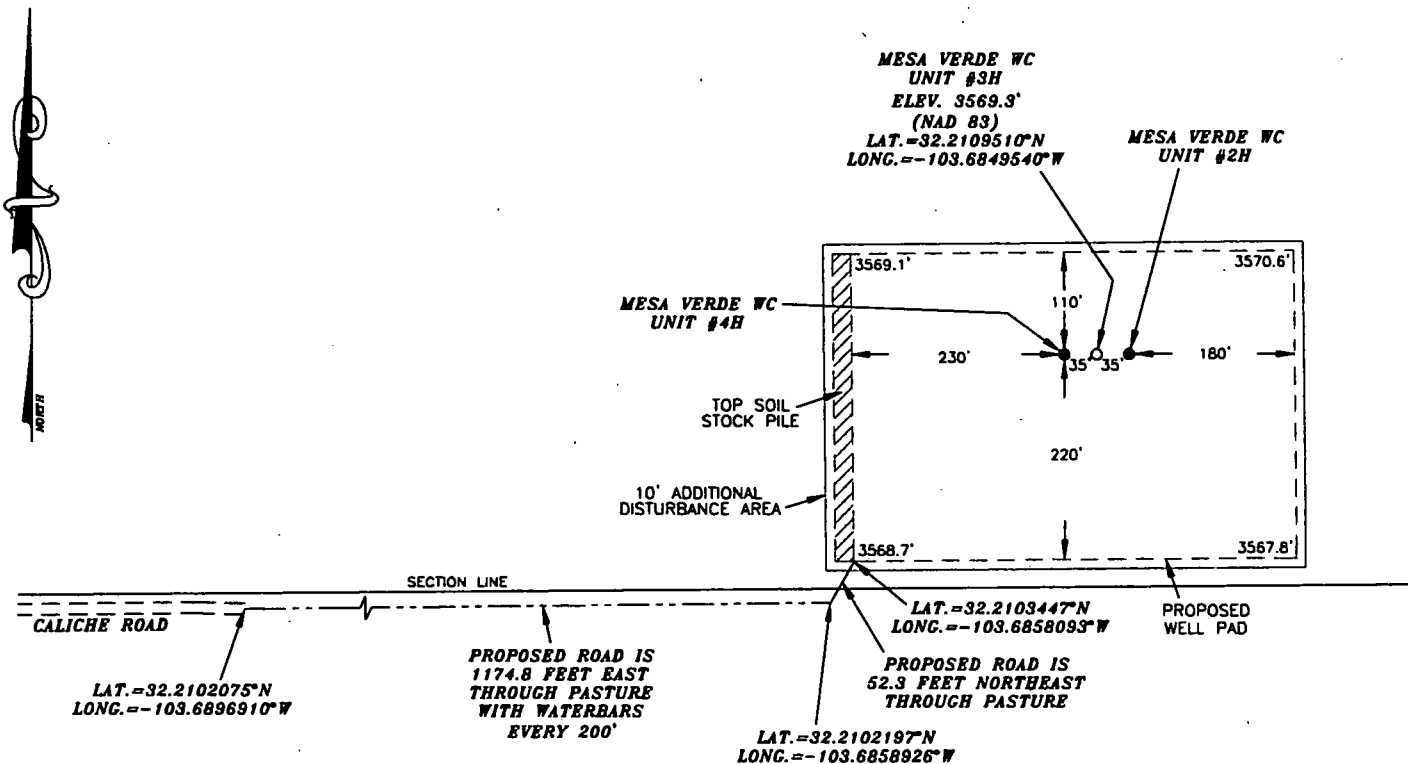 MESA VERDE WC
UNIT #3H
ELEV. 3569.3'
(NAD 83)
LAT.=32.2109510°N
LONG.=-103.6849540°W
MESA VERDE WC
UNIT #2H
NORTH
3569.1'
3570.6'
110'
MESA VERDE WC
UNIT #4H
230'
35'
35'
180'
TOP SOIL
STOCK PILE
220'
10' ADDITIONAL
DISTURBANCE AREA
3568.7'
3567.8'
SECTION LINE
CALICHE ROAD
LAT.=32.2103447°N
LONG.=-103.6858093°W
PROPOSED
WELL PAD
PROPOSED ROAD IS
1174.8 FEET EAST
THROUGH PASTURE
WITH WATERBARS
EVERY 200'
PROPOSED ROAD IS
52.3 FEET NORTHEAST
THROUGH PASTURE
LAT.=32.2102075°N
LONG.=-103.6896910°W
LAT.=32.2102197°N
LONG.=-103.6858926°W